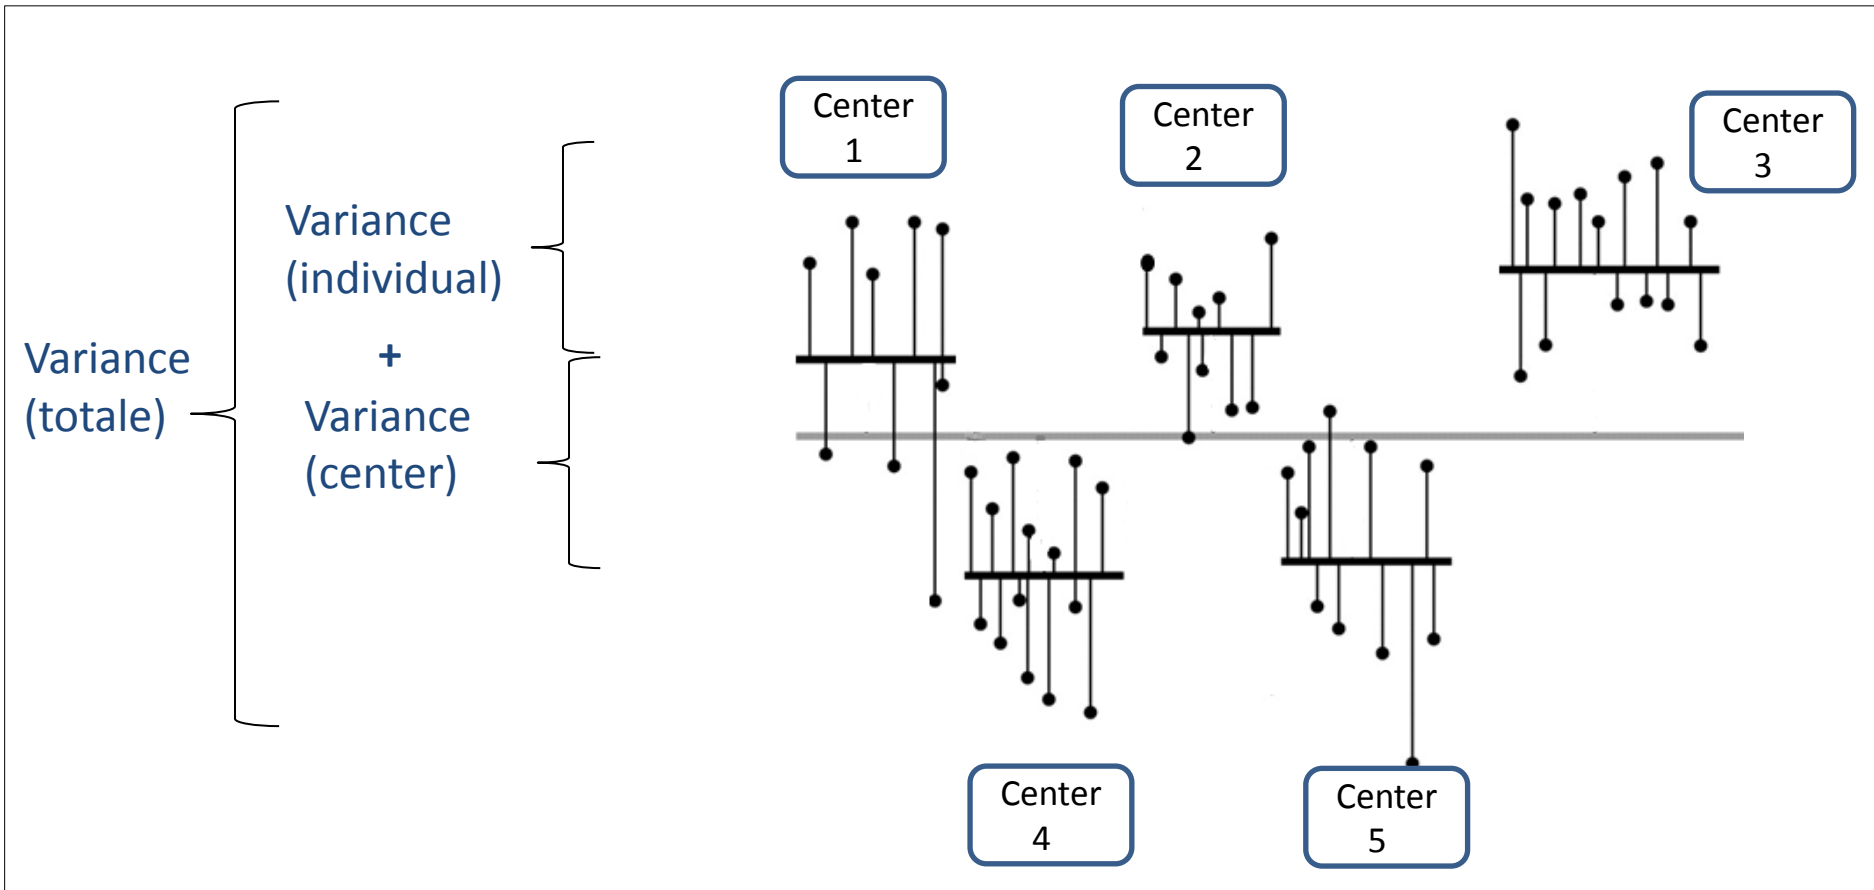 Variance
(totale)
Variance
(individual)
+
Variance
(center)
Center
1
Center
2
Center
3
Center
4
Center
5